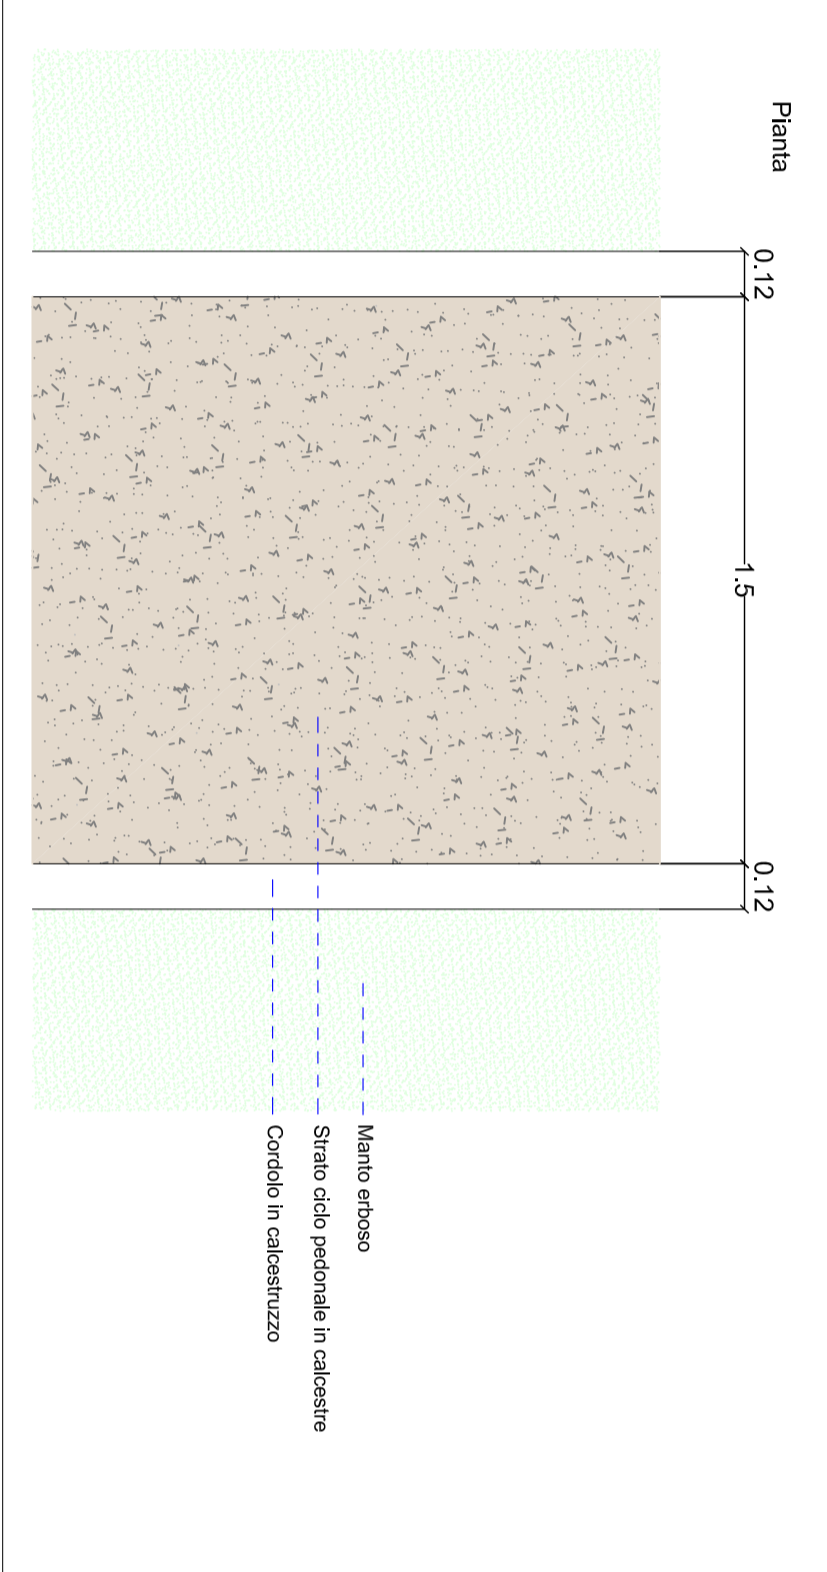 Pianta
0.12
1.5
0.12
Manto erboso
Strato ciclo pedonale in calcestre
Cordolo in calcestruzzo